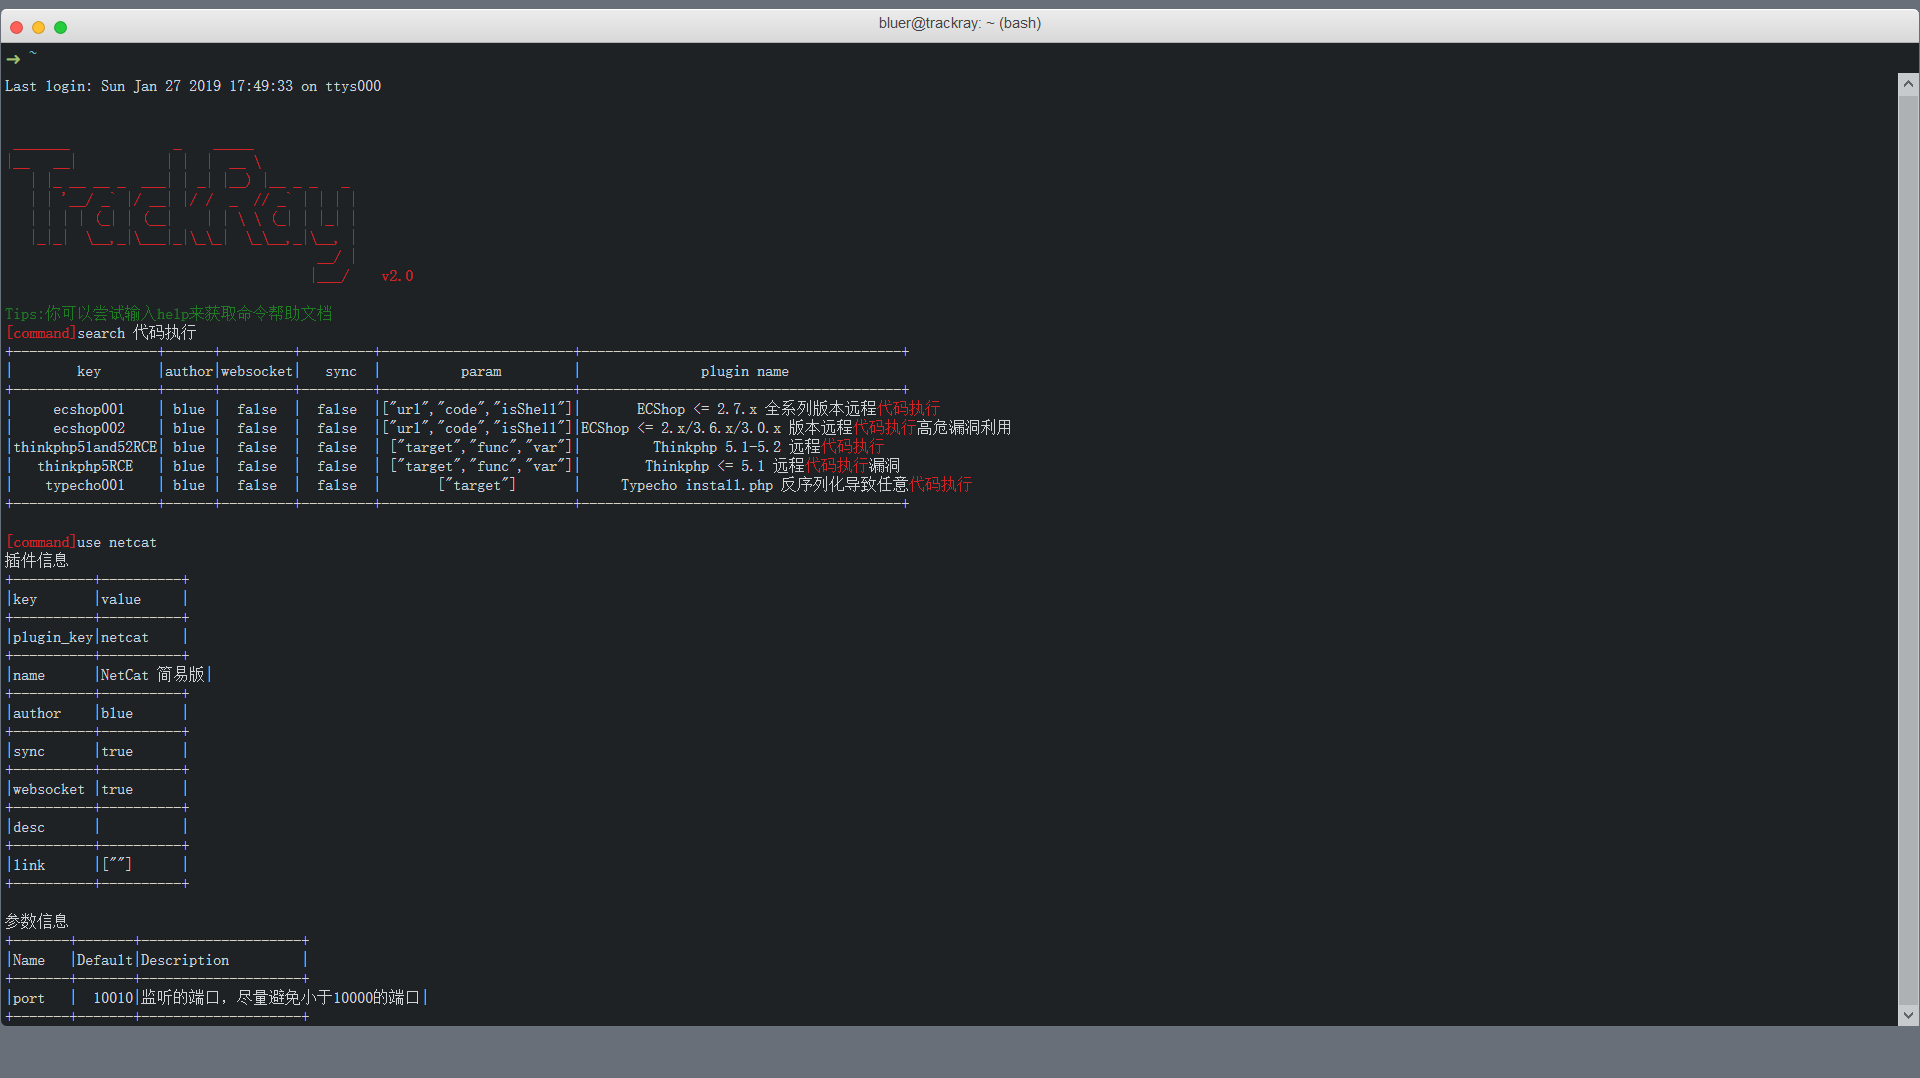 bluer@trackray: ~ (bash)
➜ ~
Last login: Sun Jan 27 2019 17:49:33 on ttys000
TrackRay
v2.0
Tips:你可以尝试输入help来获取命令帮助文档
[command]search 代码执行
| key |author|websocket| sync | param | plugin name |
| ecshop001 | blue | false | false |["url","code","isShell"]| ECShop <= 2.7.x 全系列版本远程代码执行
| ecshop002 | blue | false | false |["url","code","isShell"]|ECShop <= 2.x/3.6.x/3.0.x 版本远程代码执行高危漏洞利用
|thinkphp5land52RCE| blue | false | false | ["target","func","var"]| Thinkphp 5.1-5.2 远程代码执行
| thinkphp5RCE | blue | false | false | ["target","func","var"]| Thinkphp <= 5.1 远程代码执行漏洞
| typecho001 | blue | false | false | ["target"] | Typecho install.php 反序列化导致任意代码执行
[command]use netcat
插件信息
|key |value |
|plugin_key|netcat |
|name |NetCat 简易版|
|author |blue |
|sync |true |
|websocket |true |
|desc | |
|link |[""] |
参数信息
|Name |Default|Description |
|port | 10010|监听的端口，尽量避免小于10000的端口|